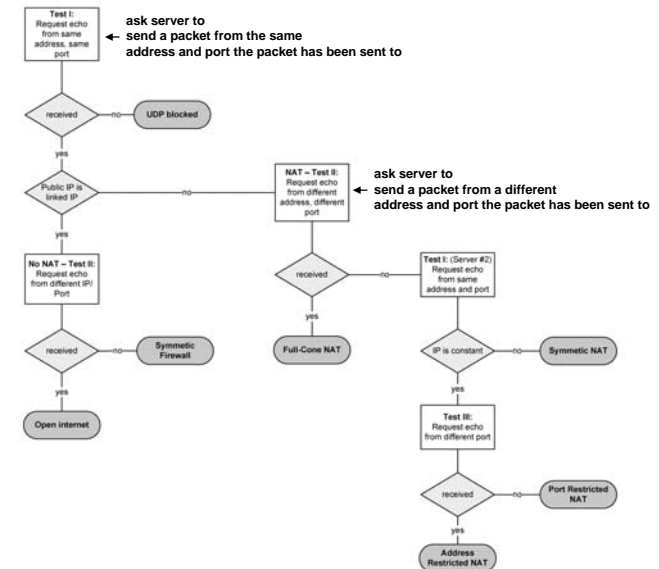 Test I:
Request echo
from same
address, same
port
ask server to
send a packet from the same
address and port the packet has been sent to
received
no
UDP blocked
yes
Public IP is
linked IP
no
NAT – Test II:
Request echo
from different
address, different
port
ask server to
send a packet from a different
address and port the packet has been sent to
yes
No NAT – Test II:
Request echo
from different IP/
Port
received
no
Test I: (Server #2)
Request echo
from same
address and port
yes
received
no
Symmetic
Firewall
Full-Cone NAT
IP is constant
no
Symmetic NAT
yes
yes
Open internet
Test III:
Request echo
from different port
received
no
Port Restricted
NAT
yes
Address
Restricted NAT